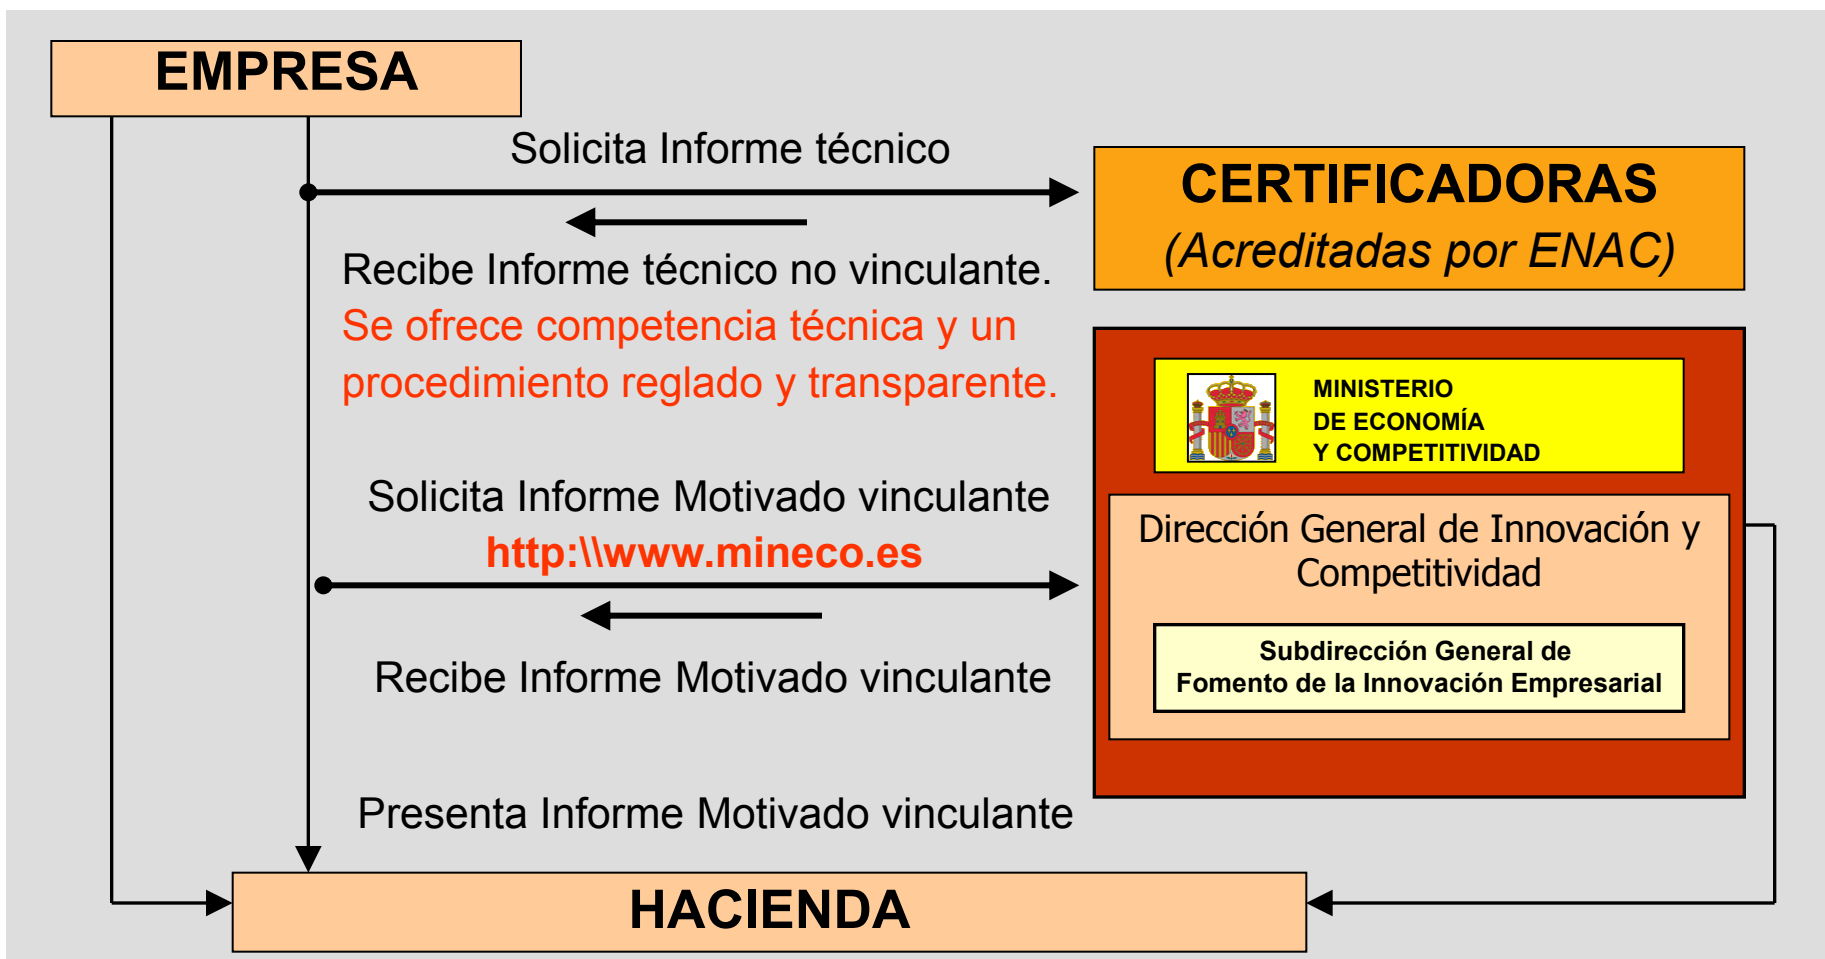 EMPRESA
Solicita Informe técnico
CERTIFICADORAS
(Acreditadas por ENAC)
Recibe Informe técnico no vinculante.
Se ofrece competencia técnica y un
procedimiento reglado y transparente.
MINISTERIO
DE ECONOMÍA
Y COMPETITIVIDAD
Solicita Informe Motivado vinculante
http:\\www.mineco.es
Dirección General de Innovación y
Competitividad
Subdirección General de
Fomento de la Innovación Empresarial
Recibe Informe Motivado vinculante
Presenta Informe Motivado vinculante
HACIENDA